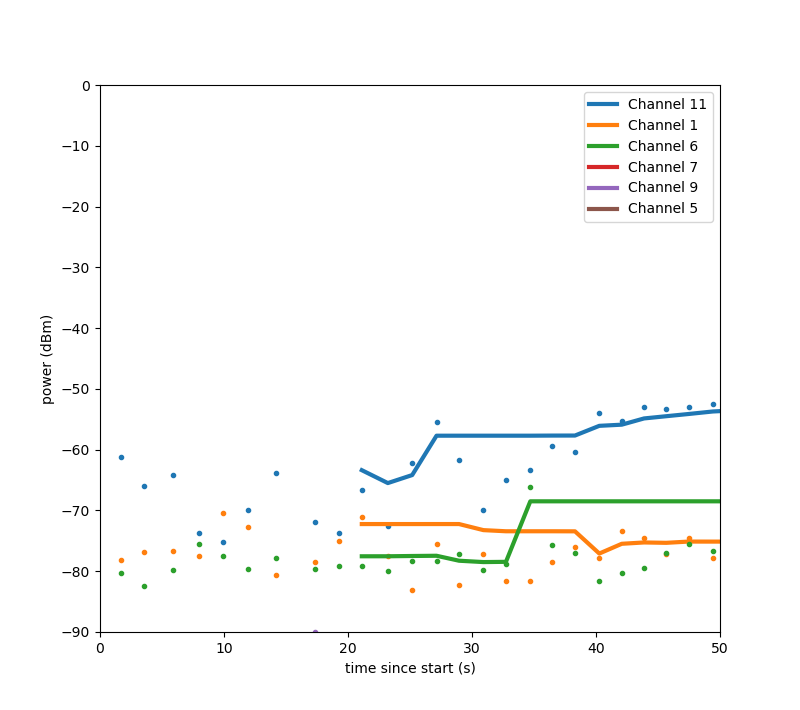 0
−10
−20
−30
−40
−50
−60
−70
−80
−90
power (dBm)
Channel 11
Channel 1
Channel 6
Channel 7
Channel 9
Channel 5
0 10 20 30 40 50
time since start (s)